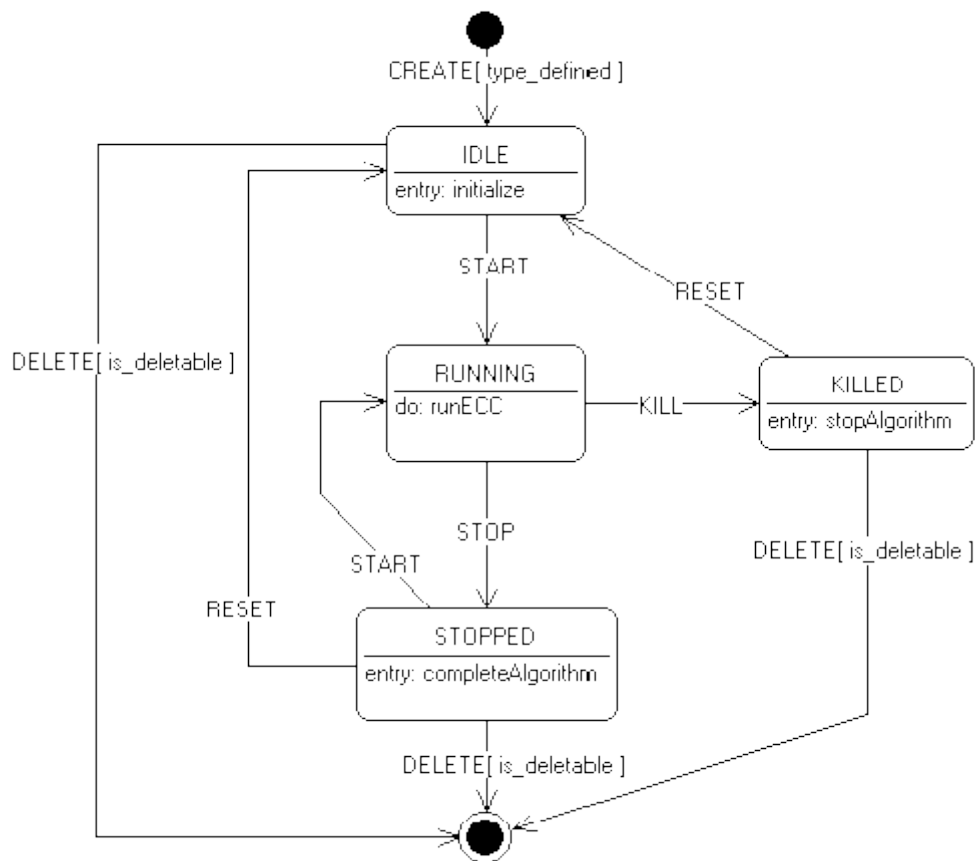 CREATE[ type_defined ]
IDLE
entry: initialize
START
RESET
DELETE[ is_deletable ]
RUNNING
do: runECC
KILL
KILLED
entry: stopAlgorithm
STOP
START
DELETE[ is_deletable ]
RESET
STOPPED
entry: completeAlgorithm
DELETE[ is_deletable ]